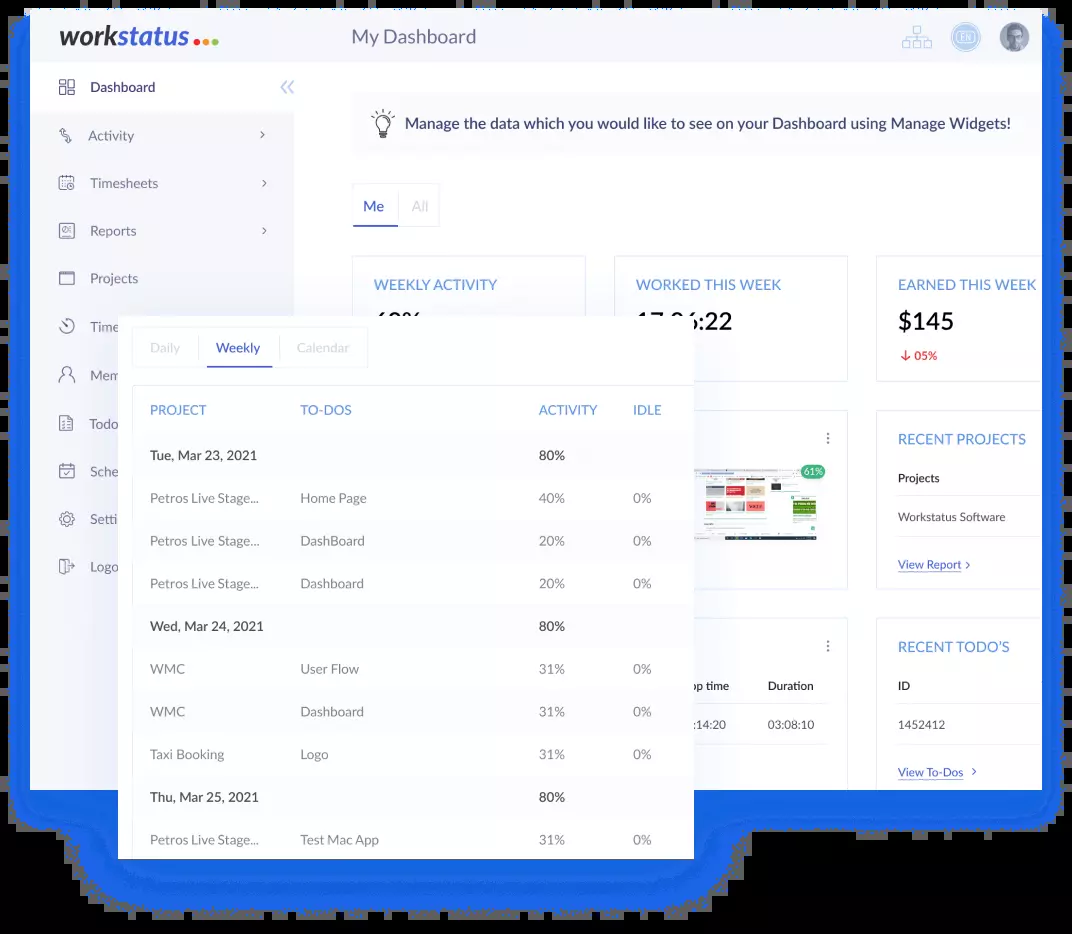 workstatus
My Dashboard
EN
Dashboard
Activity
Timesheets
Reports
Projects
Manage the data which you would like to see on your Dashboard using Manage Widgets!
Me All
WEEKLY ACTIVITY
WORKED THIS WEEK
EARNED THIS WEEK
$145
05%
Time
Mem
Todo
Sche
Setti
Logo
Daily Weekly Calendar
PROJECT TO-DOS ACTIVITY IDLE
Tue, Mar 23, 2021 80%
Petros Live Stage... Home Page 40% 0%
Petros Live Stage... DashBoard 20% 0%
Petros Live Stage... Dashboard 20% 0%
Wed, Mar 24, 2021 80%
WMC User Flow 31% 0%
WMC Dashboard 31% 0%
Taxi Booking Logo 31% 0%
Thu, Mar 25, 2021 80%
Petros Live Stage... Test Mac App 31% 0%
61%
time Duration
:14:20 03:08:10
RECENT PROJECTS
Projects
Workstatus Software
View Report
RECENT TODO'S
ID
1452412
View To-Dos